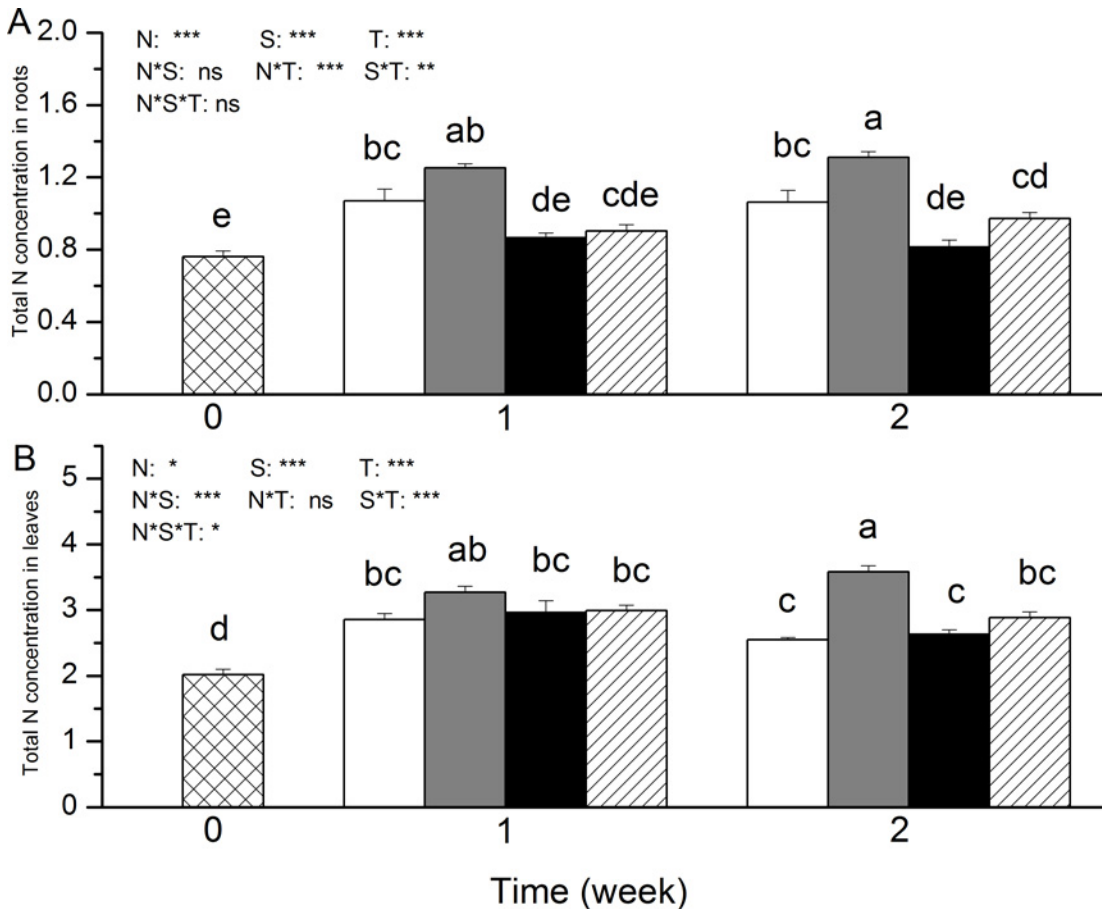 A
Total N concentration in roots
2.0
1.6
1.2
0.8
0.4
0.0
N: *** S: *** T: ***
N*S: ns N*T: *** S*T: **
N*S*T: ns
e
bc ab de cde
bc a de cd
0 1 2
B
Total N concentration in leaves
5
4
3
2
1
0
N: * S: *** T: ***
N*S: *** N*T: ns S*T: ***
N*S*T: *
d
bc ab bc bc
c a c bc
0 1 2
Time (week)